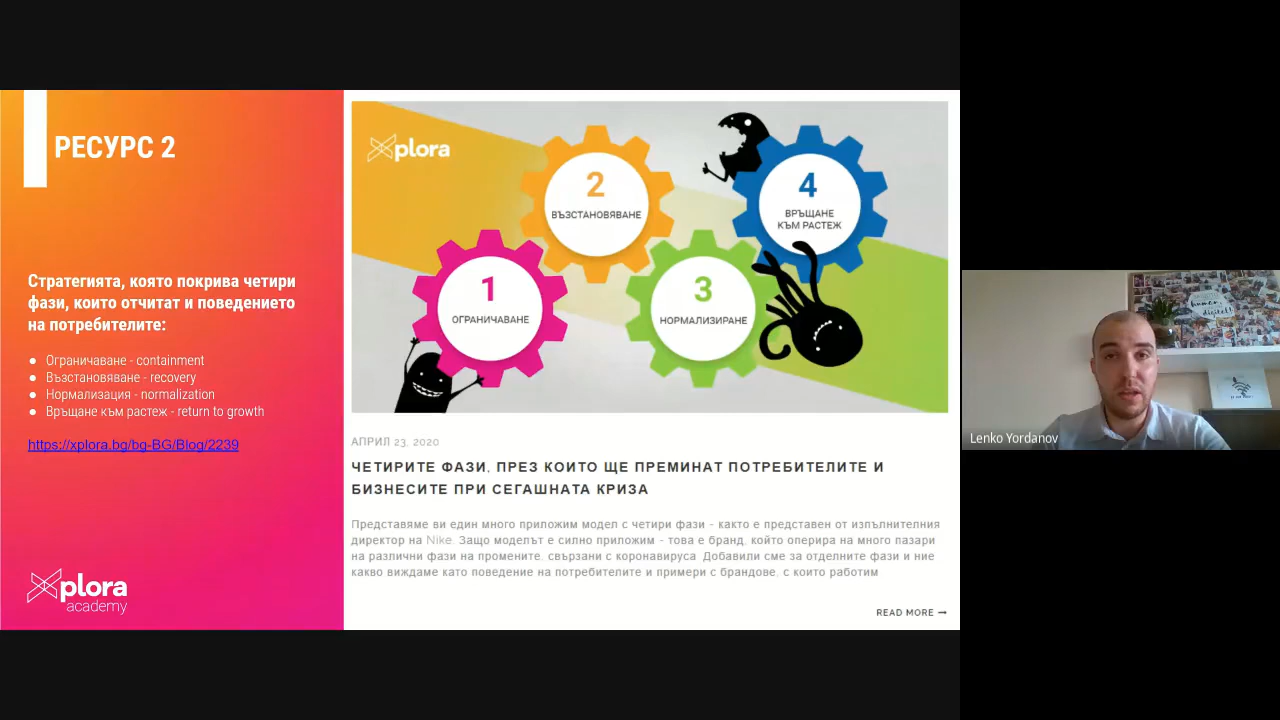 РЕСУРС 2
Стратегията, която покрива четири
фази, които отчитат и поведението
на потребителите:
● Ограничаване - containment
● Възстановяване - recovery
● Нормализация - normalization
● Връщане към растеж - return to growth
https://xplora.bg/bg-BG/Blog/2239
Xplora
academy
Xplora
1
ОГРАНИЧАВАНЕ
2
ВЪЗСТАНОВЯВАНЕ
3
НОРМАЛИЗИРАНЕ
4
ВРЪЩАНЕ
КЪМ РАСТЕЖ
АПРИЛ 23, 2020
ЧЕТИРИТЕ ФАЗИ, ПРЕЗ КОИТО ЩЕ ПРЕМИНАТ ПОТРЕБИТЕЛИТЕ И
БИЗНЕСИТЕ ПРИ СЕГАШНАТА КРИЗА
Представяме ви един много приложим модел с четири фази - както е представен от изпълнителния
директор на Nike. Защо моделът е силно приложим - това е бранд, който оперира на много пазари
на различни фази на промените, свързани с коронавируса. Добавили сме за отделните фази и ние
какво виждаме като поведение на потребителите и примери с брандове, с които работим
READ MORE →
Lenko Yordanov